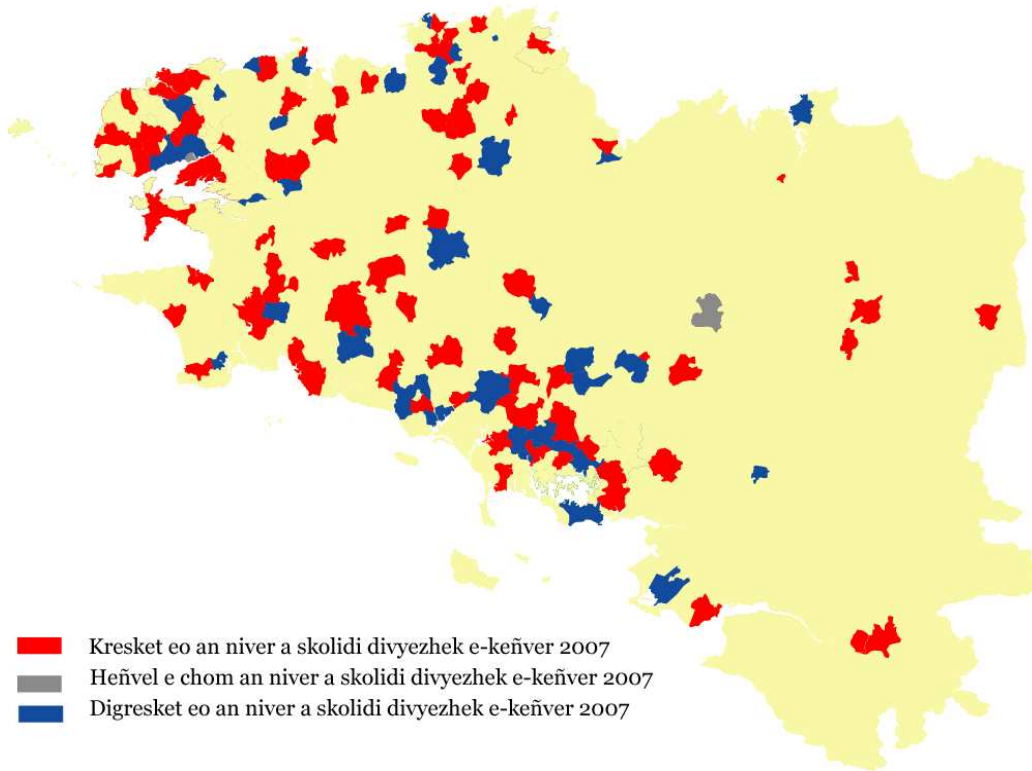 Kresket eo an niver a skolidi divyezhek e-keñver 2007
Heñvel e chom an niver a skolidi divyezhek e-keñver 2007
Digresket eo an niver a skolidi divyezhek e-keñver 2007